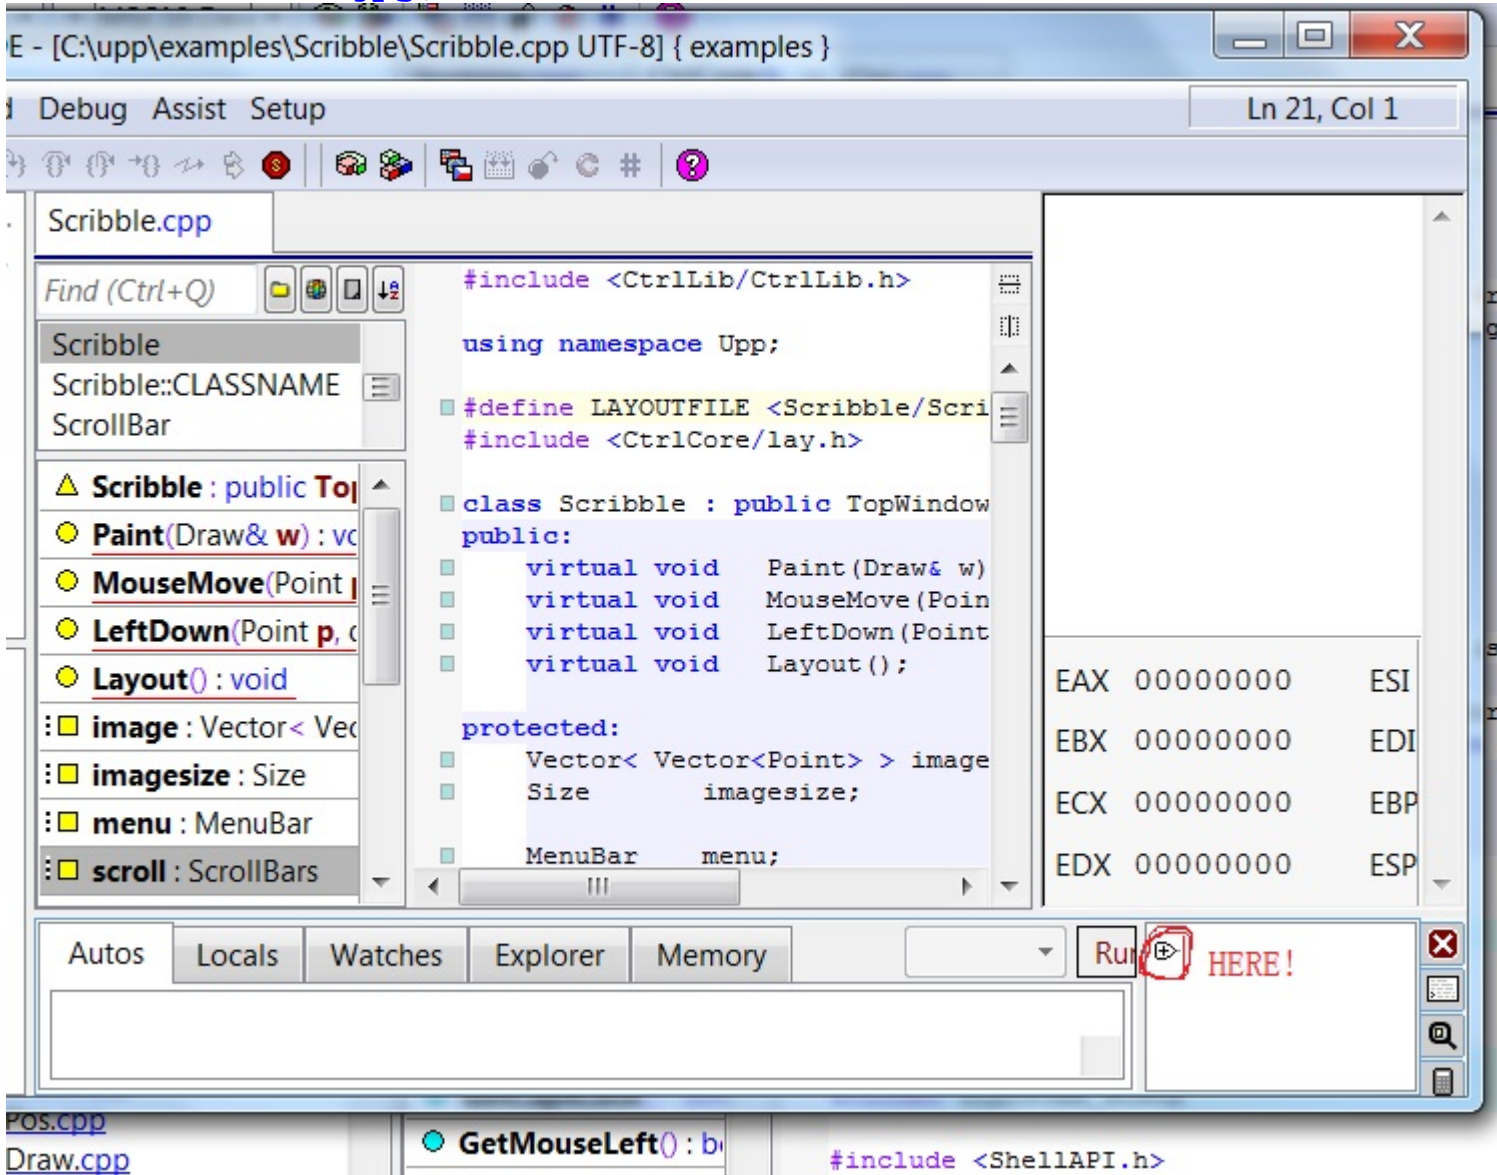 E - [C:\upp\examples\Scribble\Scribble.cpp UTF-8] { examples }
Debug Assist Setup
Ln 21, Col 1
Scribble.cpp
Find (Ctrl+Q)
Scribble
Scribble::CLASSNAME
ScrollBar
Scribble : public Top
Paint(Draw& w) : vo
MouseMove(Point p
LeftDown(Point p, d
Layout() : void
image : Vector< Vec
imagesize : Size
menu : MenuBar
scroll : ScrollBars
#include <CtrlLib/CtrlLib.h>
using namespace Upp;
#define LAYOUTFILE <Scribble/Scri
#include <CtrlCore/lay.h>
class Scribble : public TopWindow
public:
virtual void Paint(Draw& w)
virtual void MouseMove(Poin
virtual void LeftDown(Point
virtual void Layout();
protected:
Vector< Vector<Point> > image
Size imagesize;
MenuBar menu;
EAX 00000000 ESI
EBX 00000000 EDI
ECX 00000000 EBP
EDX 00000000 ESP
Autos Locals Watches Explorer Memory
Run
HERE!
Pos.cpp
Draw.cpp
GetMouseLeft() : b
#include <ShellAPI.h>